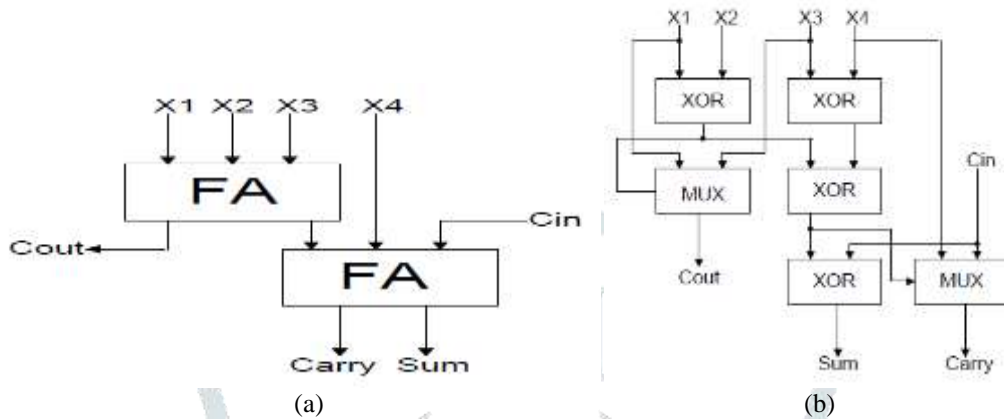 X1 X2 X3 X4
FA
Cin
Cout
FA
Carry Sum
(a)
X1 X2 X3 X4
XOR XOR
Cin
MUX XOR
Cout
XOR MUX
Sum Carry
(b)